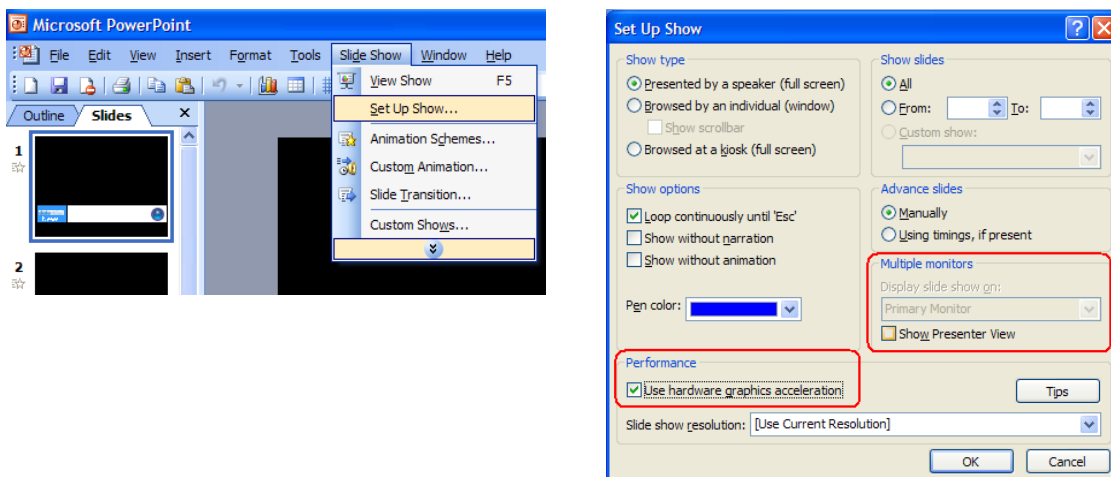 Microsoft PowerPoint
File Edit View Insert Format Tools Slide Show Window Help
View Show F5
Set Up Show...
Animation Schemes...
Custom Animation...
Slide Transition...
Custom Shows...
Outline Slides
1
2
Set Up Show
Show type
Presented by a speaker (full screen)
Browsed by an individual (window)
Show scrollbar
Browsed at a kiosk (full screen)
Show slides
All
From: To:
Custom show:
Show options
Loop continuously until 'Esc'
Show without narration
Show without animation
Pen color:
Advance slides
Manually
Using timings, if present
Multiple monitors
Display slide show on:
Primary Monitor
Show Presenter View
Performance
Use hardware graphics acceleration
Tips
Slide show resolution: [Use Current Resolution]
OK Cancel